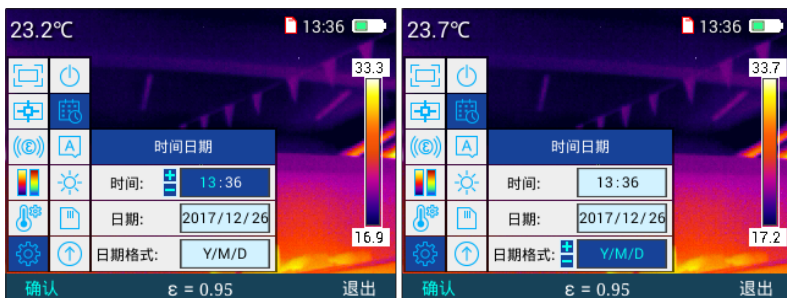 23.2℃ 13:36
33.3
((ε))
A
时间日期
时间: 13:36
日期: 2017/12/26
16.9
日期格式: Y/M/D
确认 ε = 0.95 退出
23.7℃ 13:36
33.7
((ε))
A
时间日期
时间: 13:36
日期: 2017/12/26
17.2
日期格式: Y/M/D
确认 ε = 0.95 退出